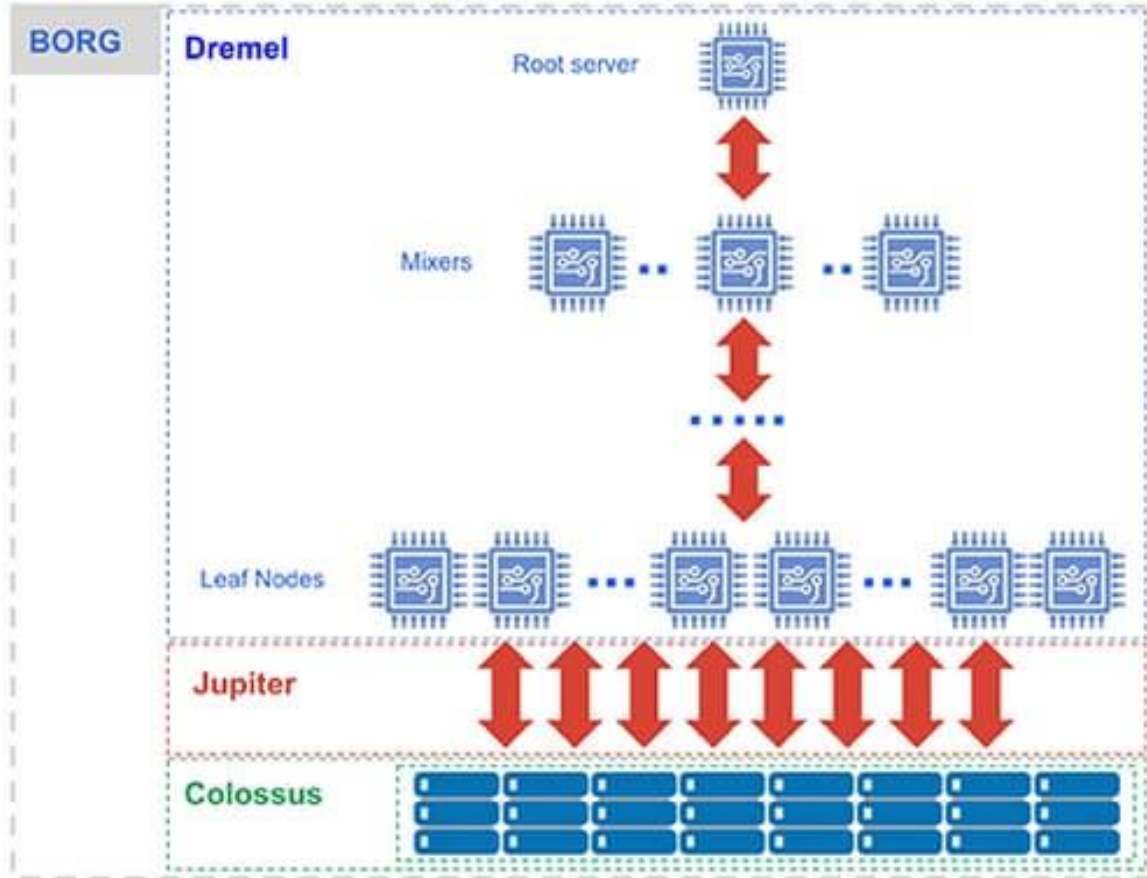 BORG
Dremel
Root server
Mixers
Leaf Nodes
Jupiter
Colossus